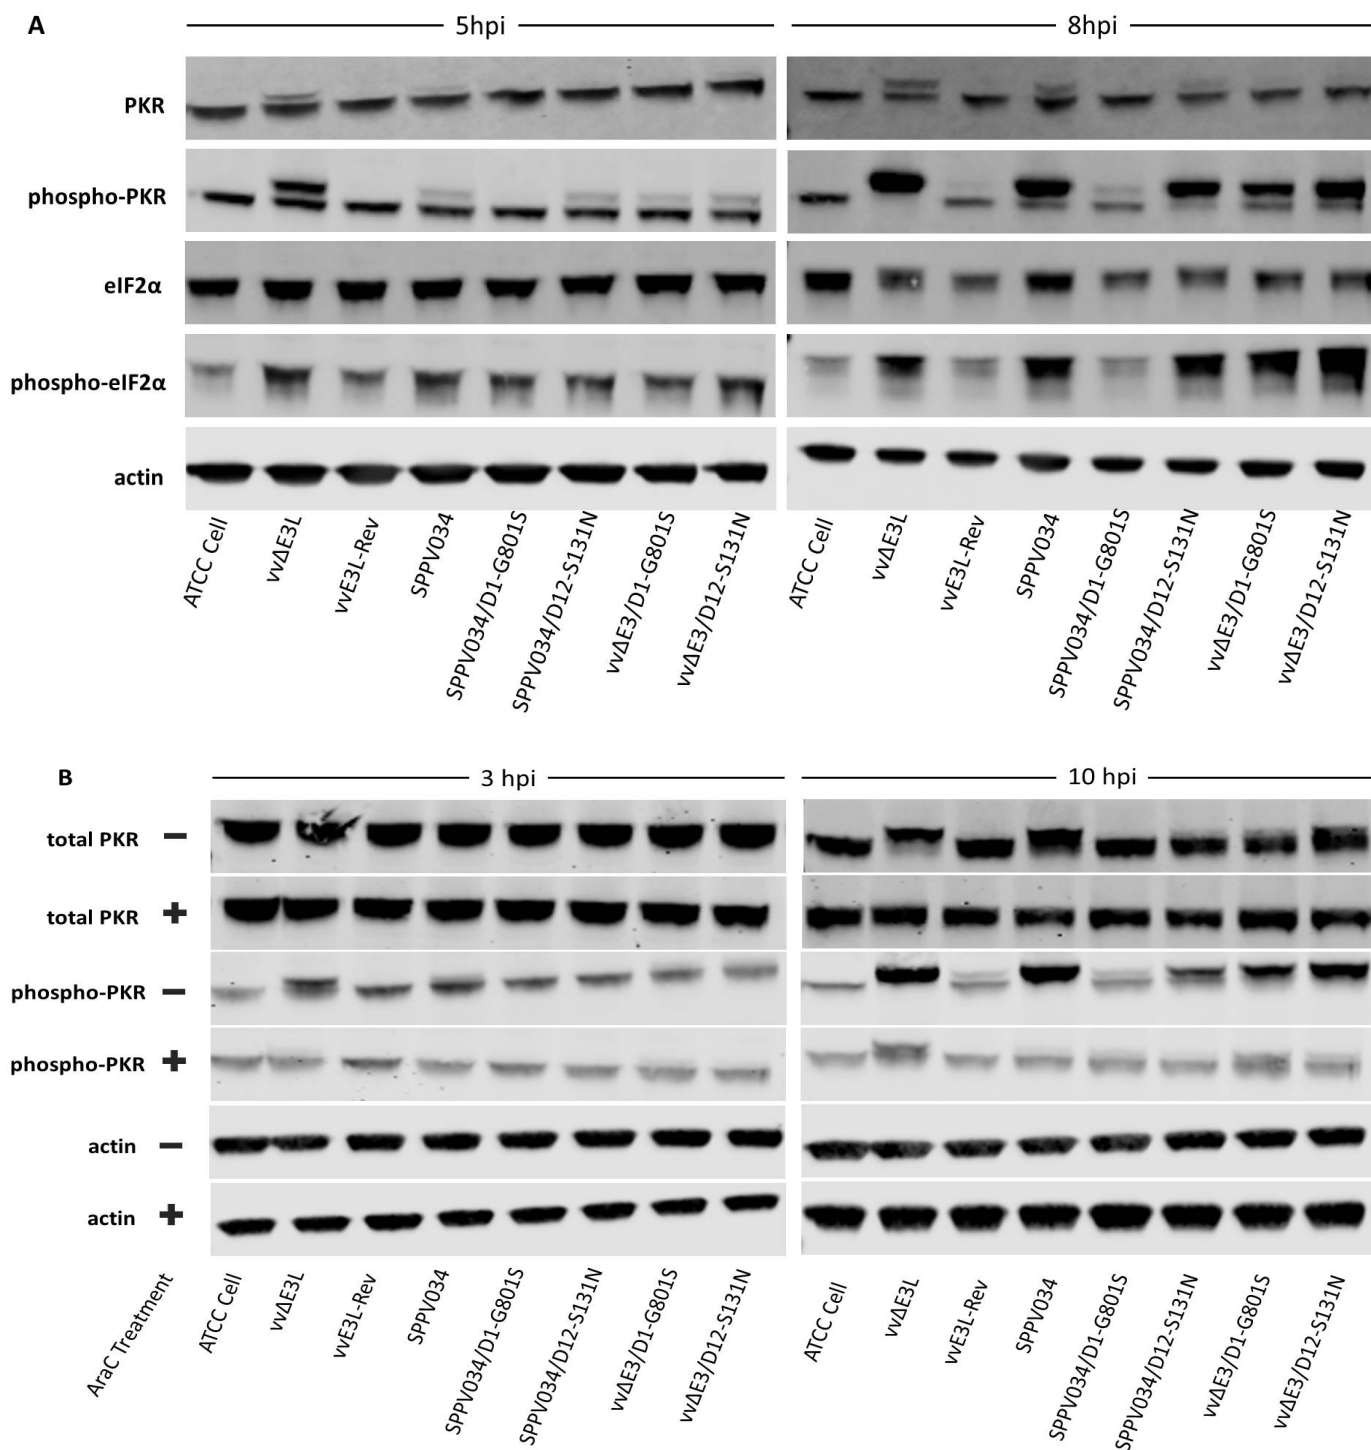 A
5hpi
8hpi
PKR
phospho-PKR
eIF2α
phospho-eIF2α
actin
ATCC Cell
vvΔE3L
vvE3L-Rev
SPPV034
SPPV034/D1-G801S
SPPV034/D12-S131N
vvΔE3/D1-G801S
vvΔE3/D12-S131N
ATCC Cell
vvΔE3L
vvE3L-Rev
SPPV034
SPPV034/D1-G801S
SPPV034/D12-S131N
vvΔE3/D1-G801S
vvΔE3/D12-S131N
B
3 hpi
10 hpi
total PKR −
total PKR +
phospho-PKR −
phospho-PKR +
actin −
actin +
AraC Treatment
ATCC Cell
vvΔE3L
vvE3L-Rev
SPPV034
SPPV034/D1-G801S
SPPV034/D12-S131N
vvΔE3/D1-G801S
vvΔE3/D12-S131N
ATCC Cell
vvΔE3L
vvE3L-Rev
SPPV034
SPPV034/D1-G801S
SPPV034/D12-S131N
vvΔE3/D1-G801S
vvΔE3/D12-S131N